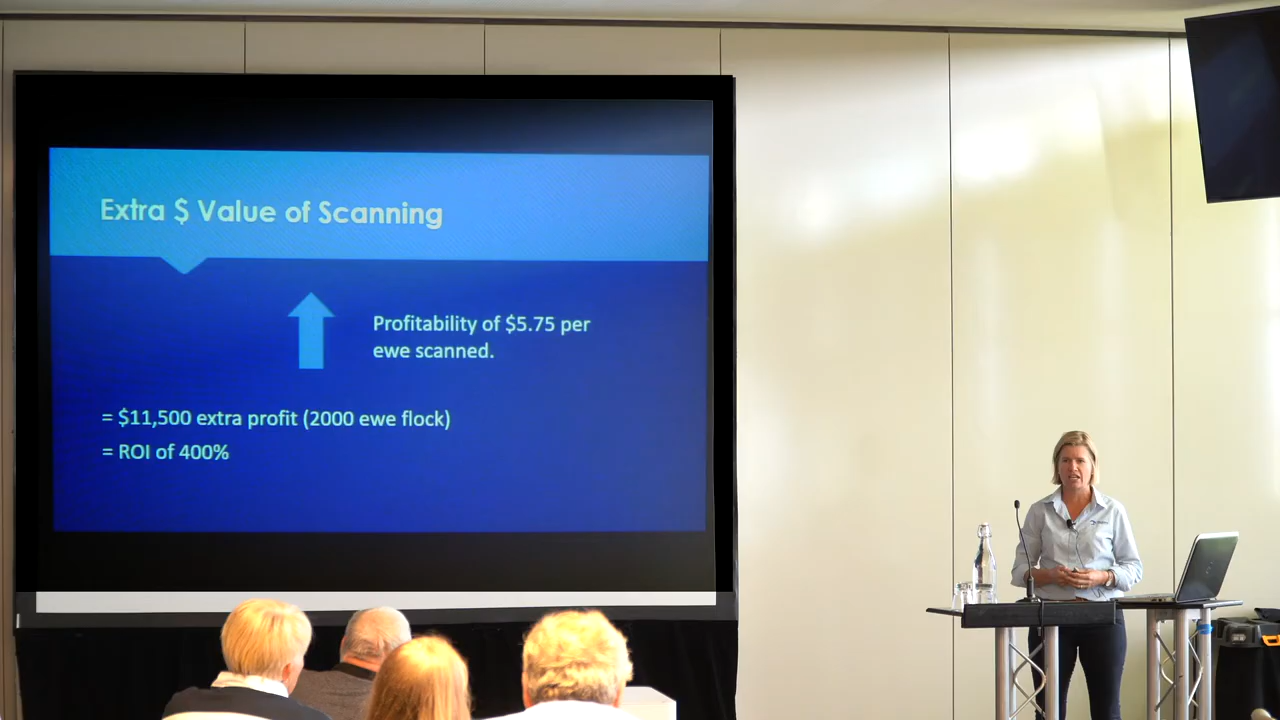 Extra $ Value of Scanning
Profitability of $5.75 per
ewe scanned.
= $11,500 extra profit (2000 ewe flock)
= ROI of 400%